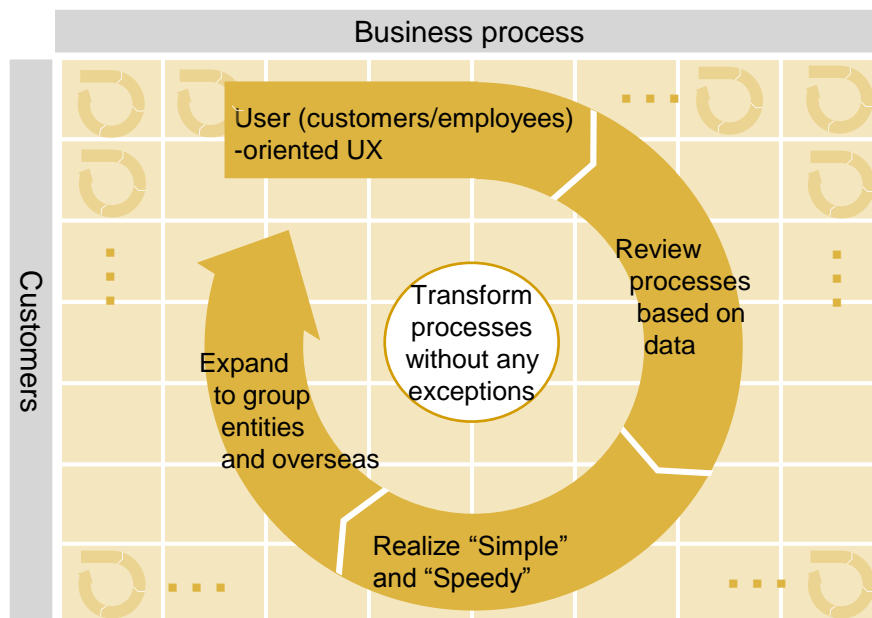 Business process
Customers
User (customers/employees)
-oriented UX
Review
processes
based on
data
Transform
processes
without any
exceptions
Expand
to group
entities
and overseas
Realize “Simple”
and “Speedy”